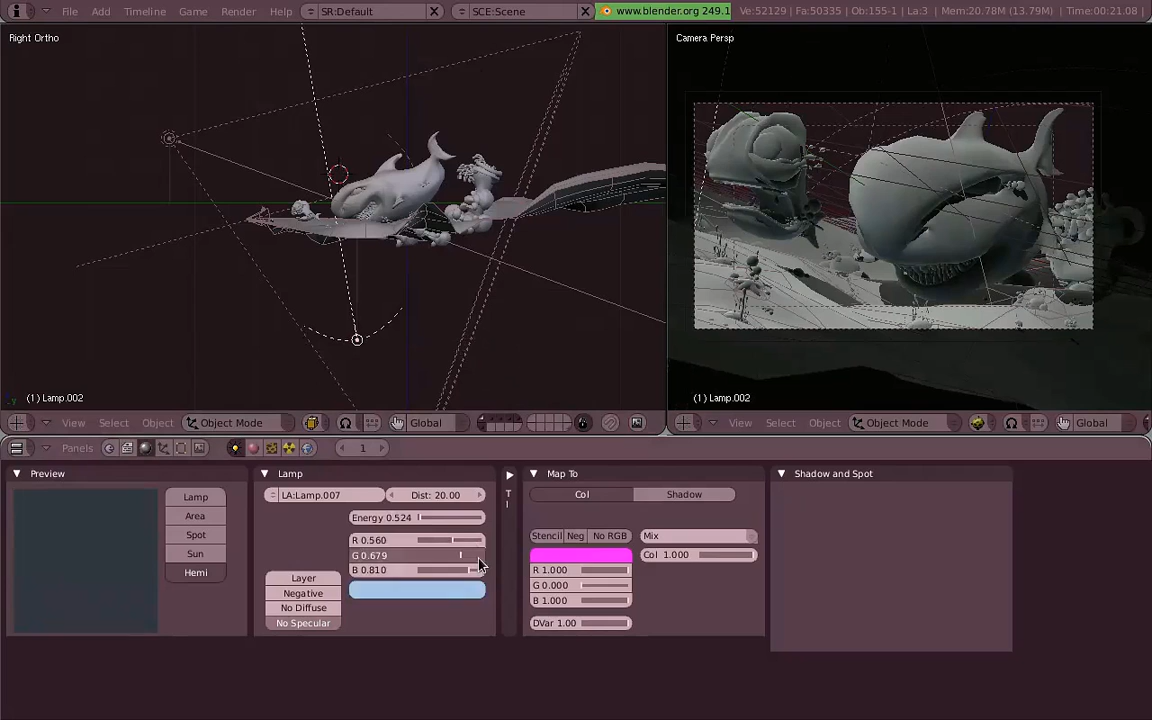 File Add Timeline Game Render Help SR:Default SCE:Scene www.blender.org 249.1 Ve:52129 | Fa:50335 | Ob:155-1 | La:3 | Mem:20.78M (13.79M) | Time:00:21.08 |
Right Ortho
Camera Persp
(1) Lamp.002
(1) Lamp.002
View Select Object Object Mode Global
View Select Object Object Mode Global
Panels 1
Preview
Lamp
Area
Spot
Sun
Hemi
Lamp
LA:Lamp.007 Dist: 20.00
Energy 0.524
R 0.560
G 0.679
B 0.810
Layer
Negative
No Diffuse
No Specular
T
Map To
Col Shadow
Stencil Neg No RGB Mix
Col 1.000
R 1.000
G 0.000
B 1.000
DVar 1.00
Shadow and Spot